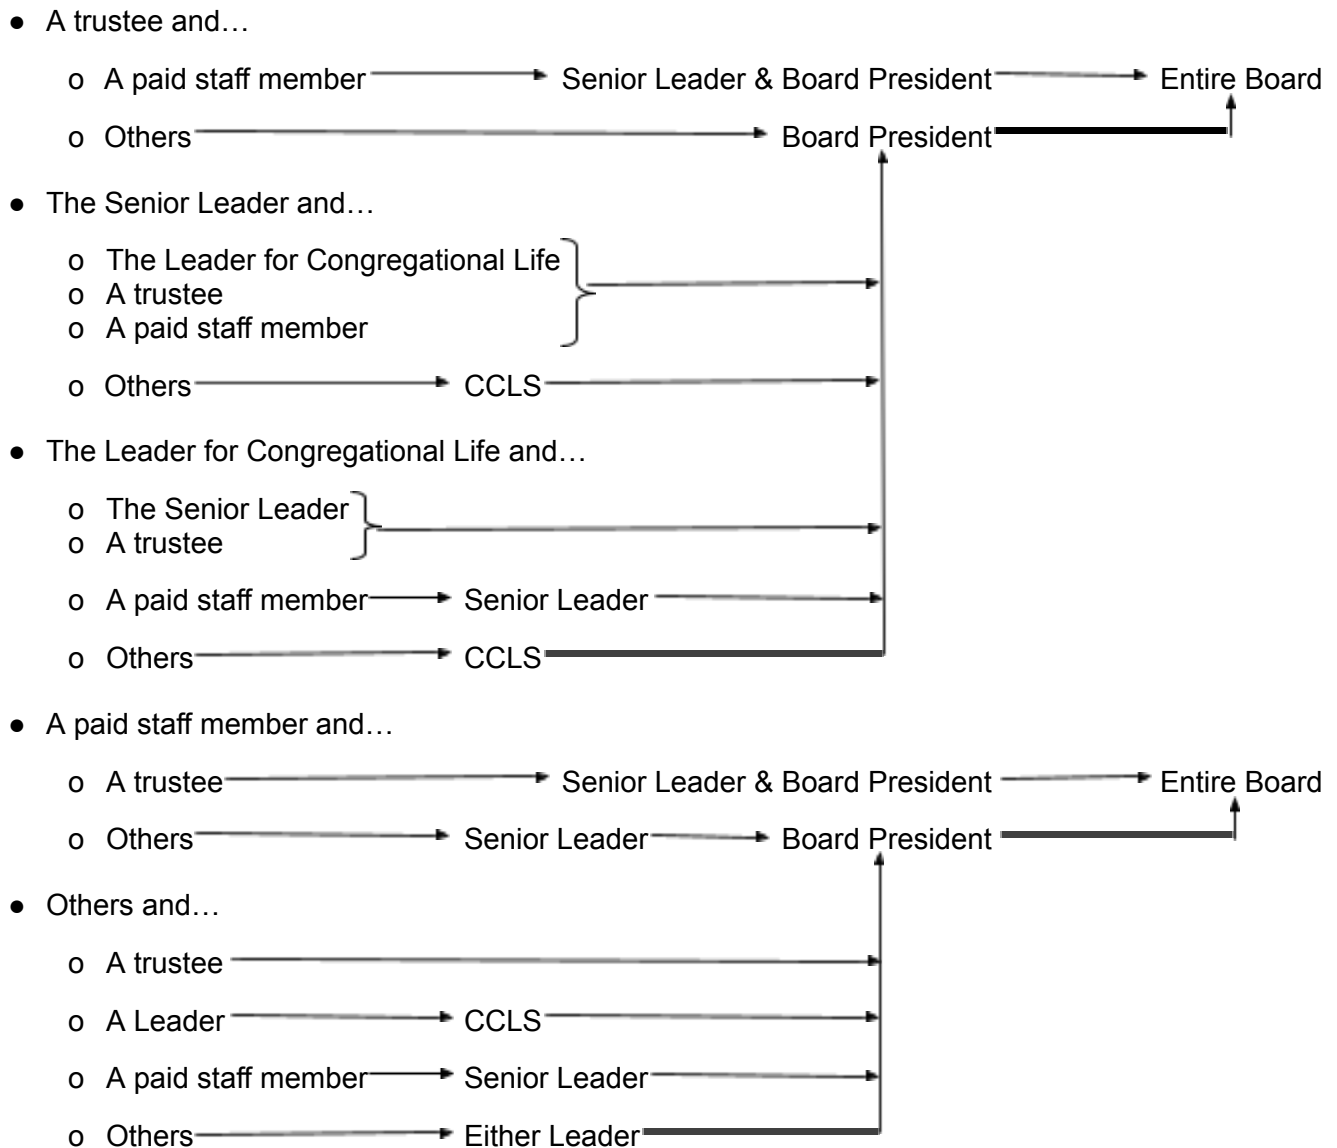 ● A trustee and…
o A paid staff member Senior Leader & Board President Entire Board
o Others Board President
● The Senior Leader and…
o The Leader for Congregational Life
o A trustee
o A paid staff member
o Others CCLS
● The Leader for Congregational Life and…
o The Senior Leader
o A trustee
o A paid staff member Senior Leader
o Others CCLS
● A paid staff member and…
o A trustee Senior Leader & Board President Entire Board
o Others Senior Leader Board President
● Others and…
o A trustee
o A Leader CCLS
o A paid staff member Senior Leader
o Others Either Leader